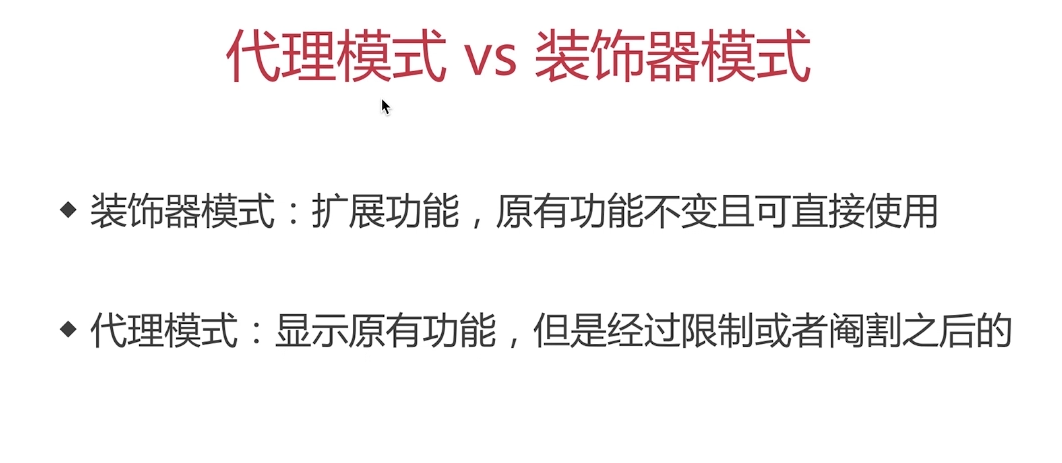 代理模式 vs 装饰器模式
◆ 装饰器模式：扩展功能，原有功能不变且可直接使用
◆ 代理模式：显示原有功能，但是经过限制或者阉割之后的